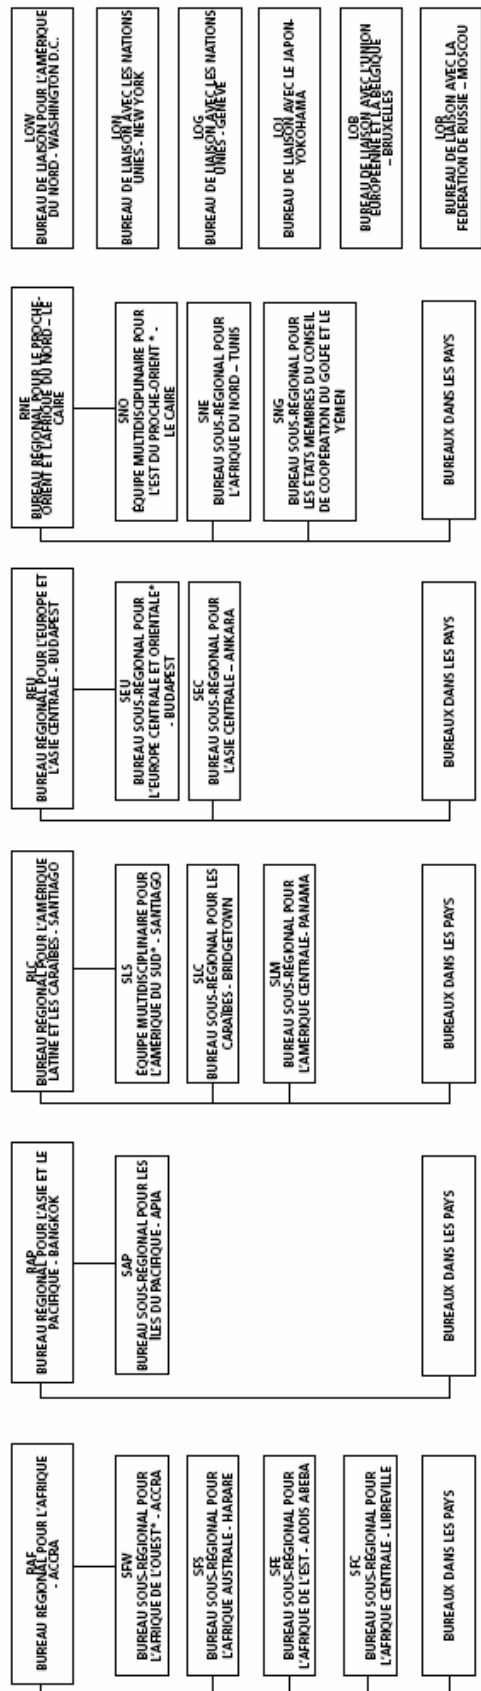 RAF
BUREAU RÉGIONAL POUR L'AFRIQUE
- ACCRA
SFW
BUREAU SOUS-RÉGIONAL POUR
L'AFRIQUE DE L'OUEST* - ACCRA
SFS
BUREAU SOUS-RÉGIONAL POUR
L'AFRIQUE AUSTRALE - HARARE
SFE
BUREAU SOUS-RÉGIONAL POUR
L'AFRIQUE DE L'EST - ADDIS ABEBA
SFC
BUREAU SOUS-RÉGIONAL POUR
L'AFRIQUE CENTRALE - LIBREVILLE
BUREAUX DANS LES PAYS
RAP
BUREAU RÉGIONAL POUR L'ASIE ET LE
PACIFIQUE - BANGKOK
SAP
BUREAU SOUS-RÉGIONAL POUR LES
ÎLES DU PACIFIQUE - APIA
BUREAUX DANS LES PAYS
RLC
BUREAU RÉGIONAL POUR L'AMÉRIQUE
LATINE ET LES CARAÏBES - SANTIAGO
SLS
ÉQUIPE MULTIDISCIPLINAIRE POUR
L'AMÉRIQUE DU SUD* - SANTIAGO
SLC
BUREAU SOUS-RÉGIONAL POUR LES
CARAÏBES - BRIDGETOWN
SLM
BUREAU SOUS-RÉGIONAL POUR
L'AMÉRIQUE CENTRALE- PANAMA
BUREAUX DANS LES PAYS
REU
BUREAU RÉGIONAL POUR L'EUROPE ET
L'ASIE CENTRALE - BUDAPEST
SEU
BUREAU SOUS-RÉGIONAL POUR
L'EUROPE CENTRALE ET ORIENTALE*
- BUDAPEST
SEC
BUREAU SOUS-RÉGIONAL POUR
L'ASIE CENTRALE – ANKARA
BUREAUX DANS LES PAYS
RNE
BUREAU RÉGIONAL POUR LE PROCHE-
ORIENT ET L'AFRIQUE DU NORD – LE
CAIRE
SNO
ÉQUIPE MULTIDISCIPLINAIRE POUR
L'EST DU PROCHE-ORIENT * -
LE CAIRE
SNE
BUREAU SOUS-RÉGIONAL POUR
L'AFRIQUE DU NORD – TUNIS
SNG
BUREAU SOUS-RÉGIONAL POUR
LES ÉTATS MEMBRES DU CONSEIL
DE COOPÉRATION DU GOLFE ET LE
YÉMEN
BUREAUX DANS LES PAYS
LOW
BUREAU DE LIAISON POUR L'AMÉRIQUE
DU NORD - WASHINGTON D.C.
LON
BUREAU DE LIAISON AVEC LES NATIONS
UNIES - NEW YORK
LOG
BUREAU DE LIAISON AVEC LES NATIONS
UNIES - GENÈVE
LOJ
BUREAU DE LIAISON AVEC LE JAPON-
YOKOHAMA
LOB
BUREAU DE LIAISON AVEC L'UNION
EUROPÉENNE ET LA BELGIQUE
– BRUXELLES
LOR
BUREAU DE LIAISON AVEC LA
FÉDÉRATION DE RUSSIE – MOSCOU